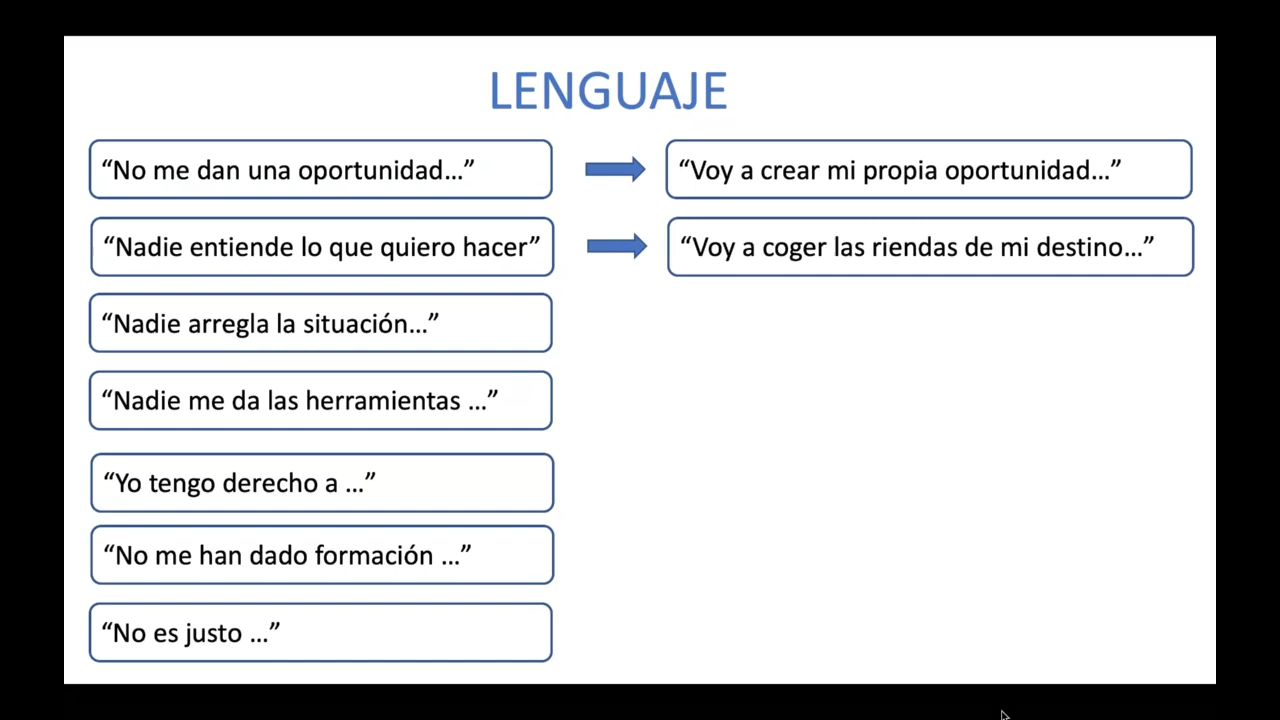 LENGUAJE
“No me dan una oportunidad...”
“Voy a crear mi propia oportunidad...”
“Nadie entiende lo que quiero hacer”
“Voy a coger las riendas de mi destino...”
“Nadie arregla la situación...”
“Nadie me da las herramientas ...”
“Yo tengo derecho a ...”
“No me han dado formación ...”
“No es justo ...”